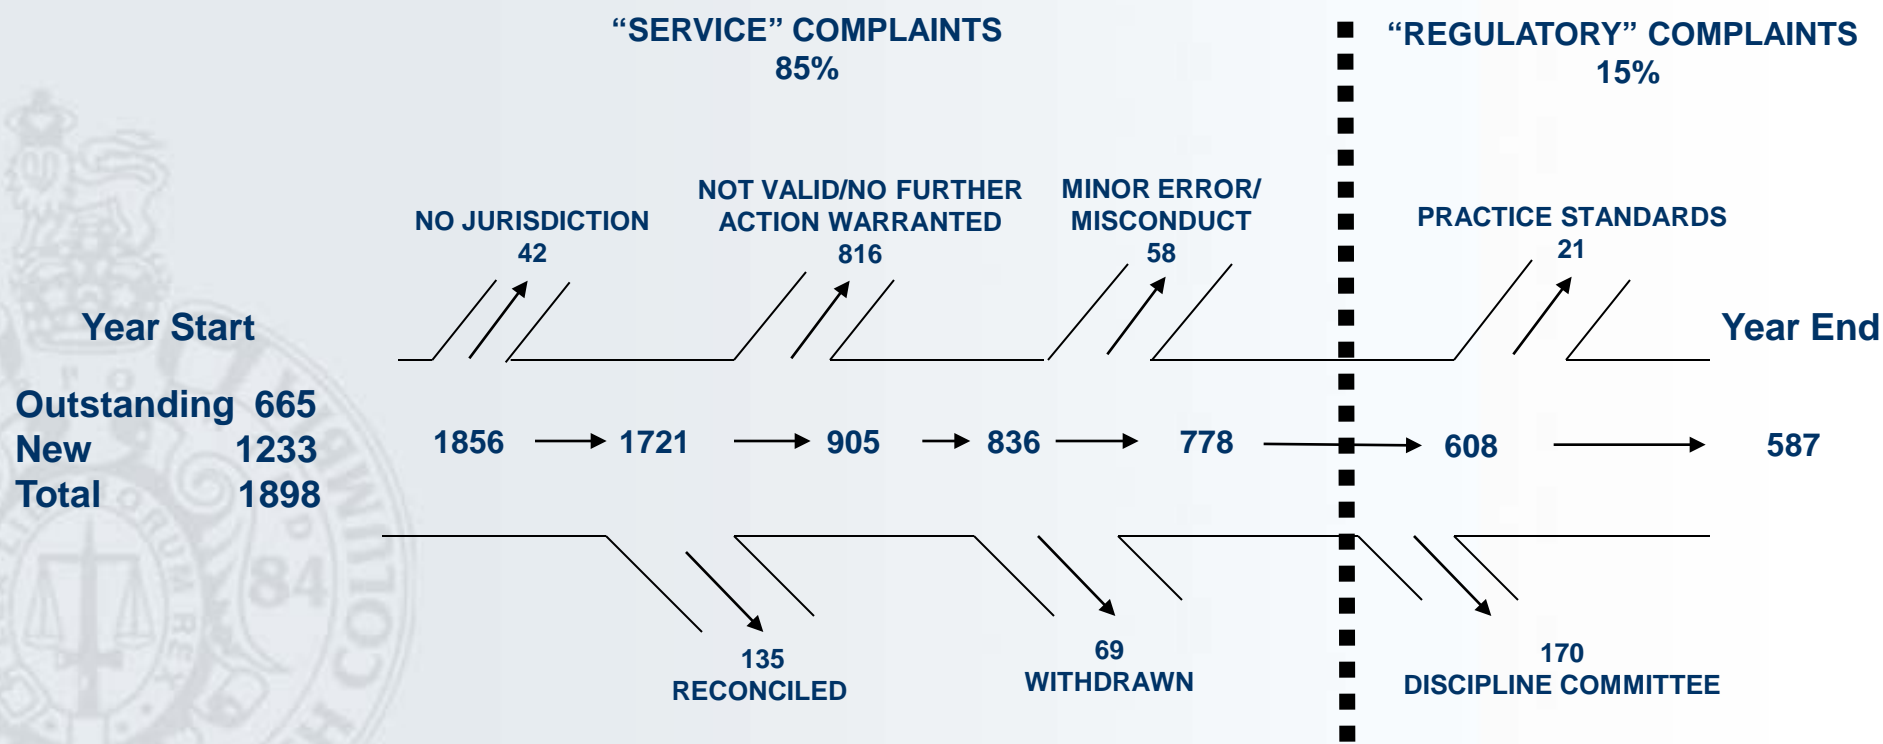 “SERVICE” COMPLAINTS
85%
“REGULATORY” COMPLAINTS
15%
NO JURISDICTION
42
NOT VALID/NO FURTHER
ACTION WARRANTED
816
MINOR ERROR/
MISCONDUCT
58
PRACTICE STANDARDS
21
Year Start
Year End
Outstanding 665
New 1233
Total 1898
1856
1721
905
836
778
608
587
135
RECONCILED
69
WITHDRAWN
170
DISCIPLINE COMMITTEE
84